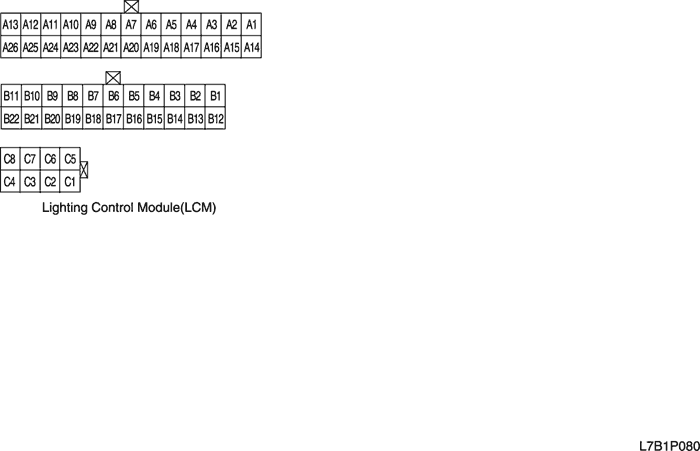 A13 A12 A11 A10 A9 A8 A7 A6 A5 A4 A3 A2 A1
A26 A25 A24 A23 A22 A21 A20 A19 A18 A17 A16 A15 A14
B11 B10 B9 B8 B7 B6 B5 B4 B3 B2 B1
B22 B21 B20 B19 B18 B17 B16 B15 B14 B13 B12
C8 C7 C6 C5
C4 C3 C2 C1
Lighting Control Module(LCM)
L7B1P080